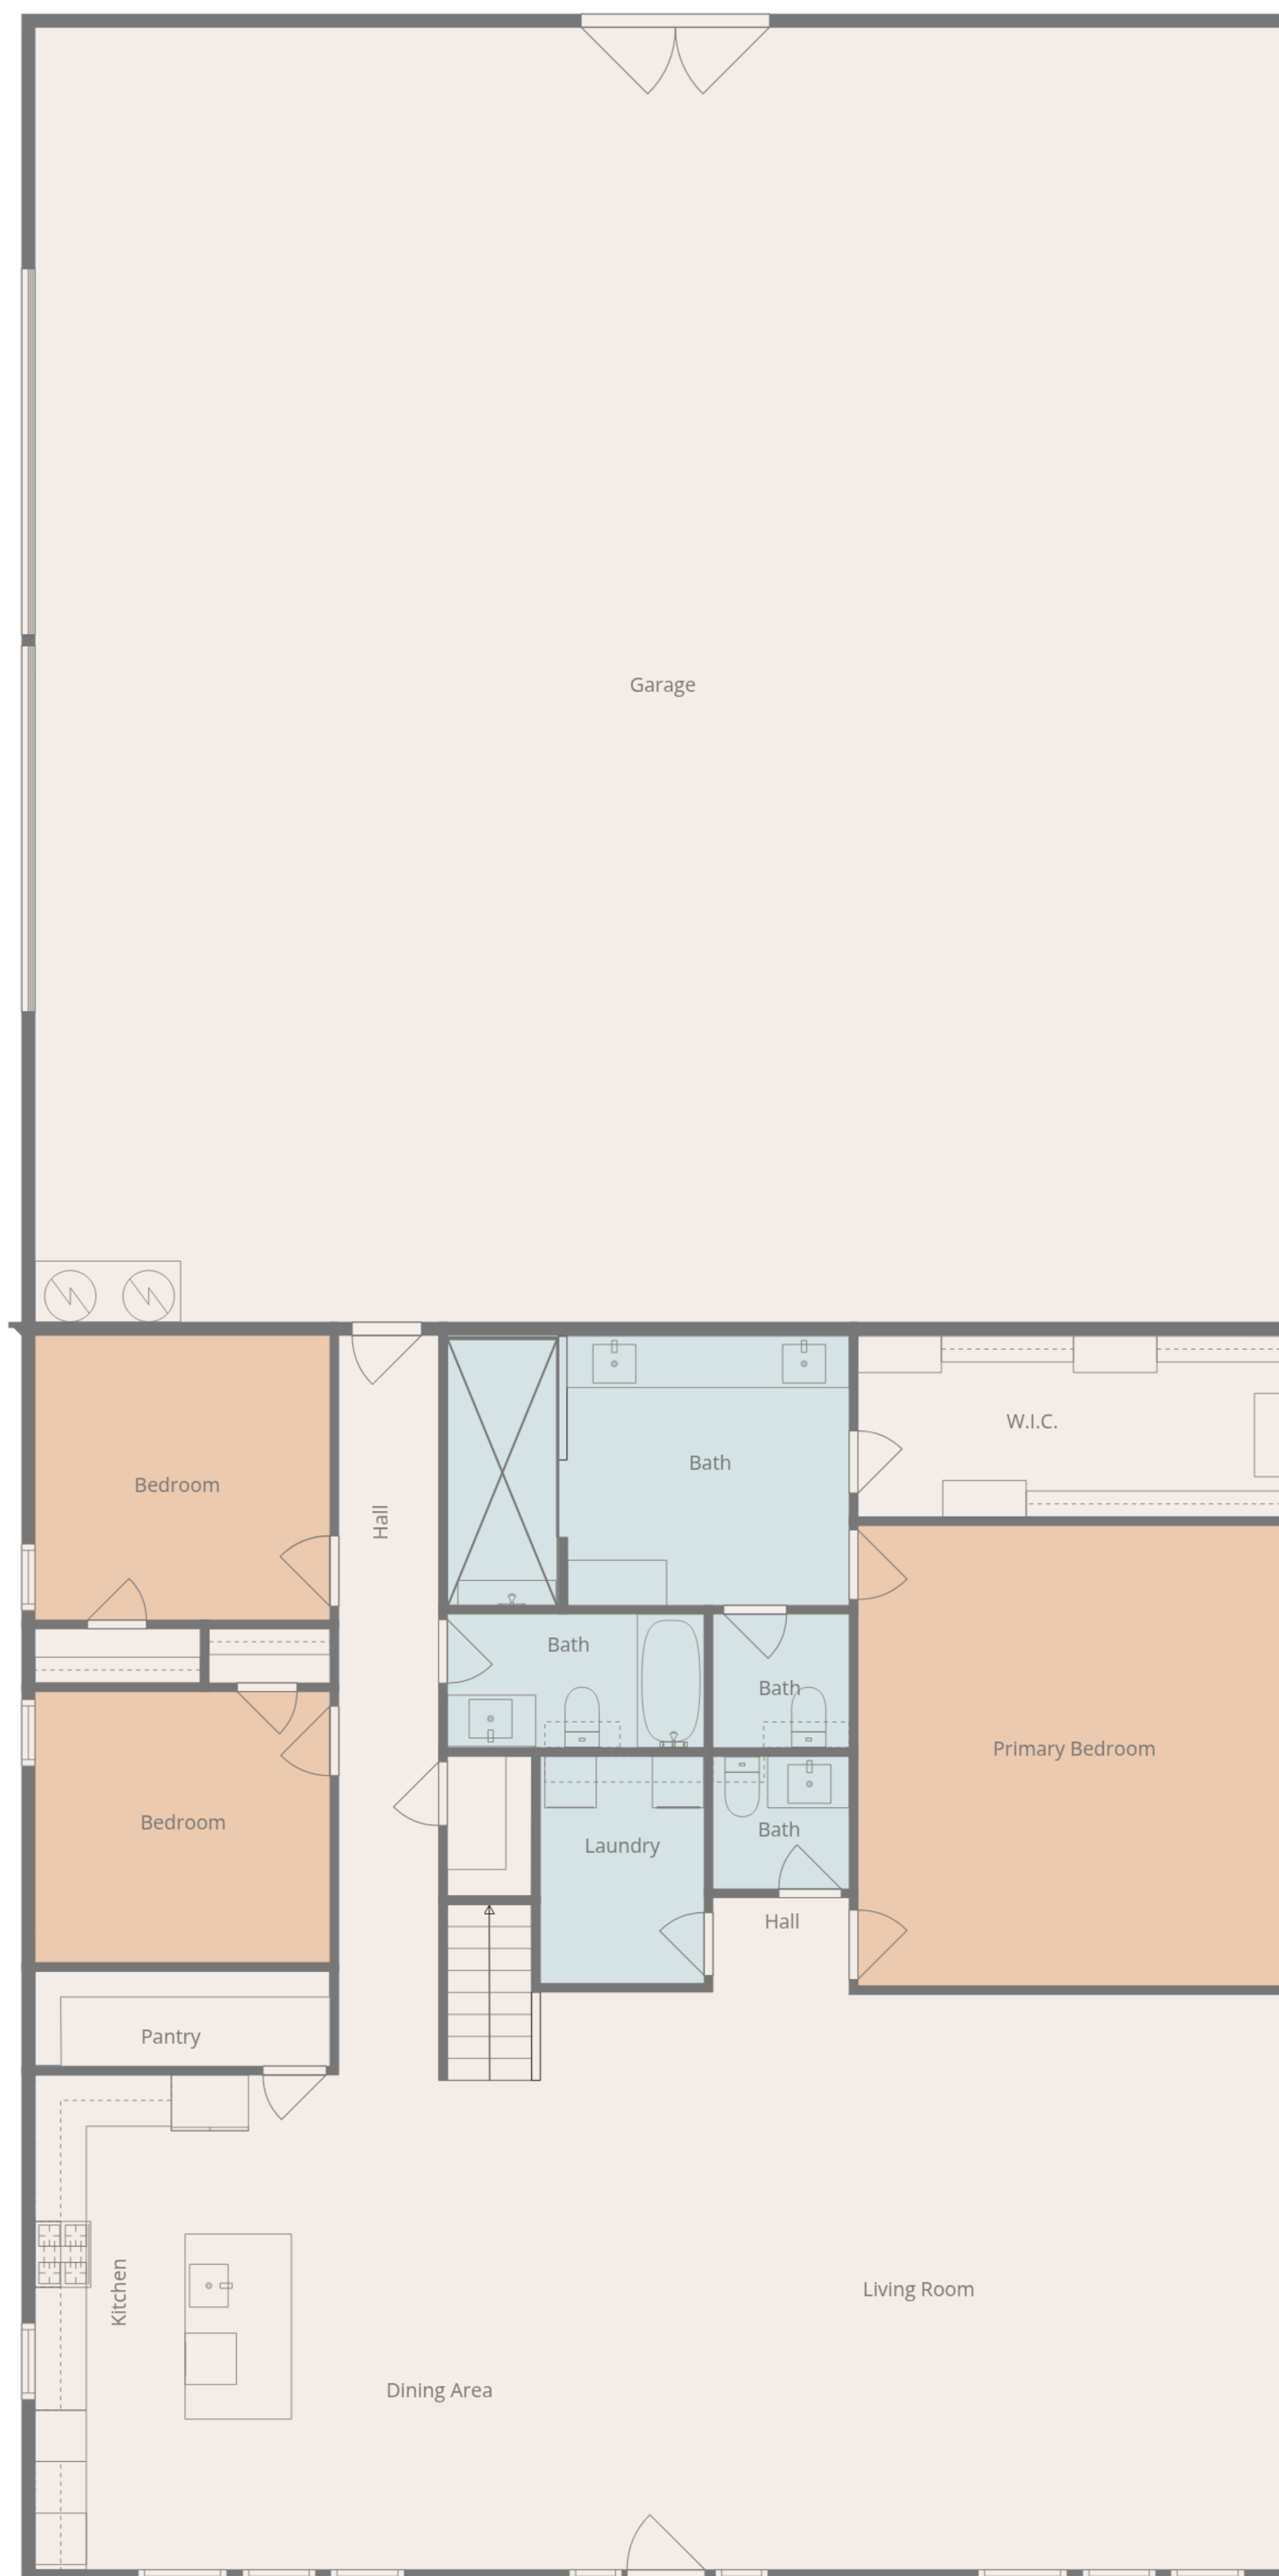 Garage
W.I.C.
Bath
Bedroom
Hall
Bath
Bath
Primary Bedroom
Bedroom
Bath
Laundry
Hall
Pantry
Kitchen
Living Room
Dining Area